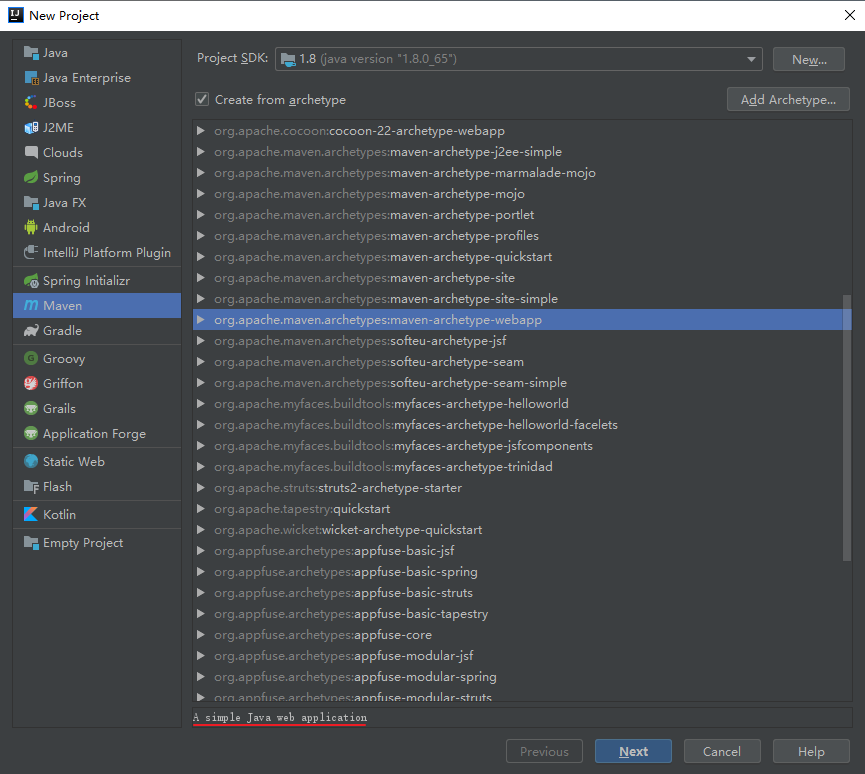 New Project
Java
Java Enterprise
JBoss
J2ME
Clouds
Spring
Java FX
Android
IntelliJ Platform Plugin
Spring Initializr
Maven
Gradle
Groovy
Griffon
Grails
Application Forge
Static Web
Flash
Kotlin
Empty Project
Project SDK: 1.8 (java version "1.8.0_65") New...
Create from archetype Add Archetype...
org.apache.cocoon:cocoon-22-archetype-webapp
org.apache.maven.archetypes:maven-archetype-j2ee-simple
org.apache.maven.archetypes:maven-archetype-marmalade-mojo
org.apache.maven.archetypes:maven-archetype-mojo
org.apache.maven.archetypes:maven-archetype-portlet
org.apache.maven.archetypes:maven-archetype-profiles
org.apache.maven.archetypes:maven-archetype-quickstart
org.apache.maven.archetypes:maven-archetype-site
org.apache.maven.archetypes:maven-archetype-site-simple
org.apache.maven.archetypes:maven-archetype-webapp
org.apache.maven.archetypes:softeu-archetype-jsf
org.apache.maven.archetypes:softeu-archetype-seam
org.apache.maven.archetypes:softeu-archetype-seam-simple
org.apache.myfaces.buildtools:myfaces-archetype-helloworld
org.apache.myfaces.buildtools:myfaces-archetype-helloworld-facelets
org.apache.myfaces.buildtools:myfaces-archetype-jsfcomponents
org.apache.myfaces.buildtools:myfaces-archetype-trinidad
org.apache.struts:struts2-archetype-starter
org.apache.tapestry:quickstart
org.apache.wicket:wicket-archetype-quickstart
org.appfuse.archetypes:appfuse-basic-jsf
org.appfuse.archetypes:appfuse-basic-spring
org.appfuse.archetypes:appfuse-basic-struts
org.appfuse.archetypes:appfuse-basic-tapestry
org.appfuse.archetypes:appfuse-core
org.appfuse.archetypes:appfuse-modular-jsf
org.appfuse.archetypes:appfuse-modular-spring
org.appfuse.archetypes:appfuse-modular-struts
A simple Java web application
Previous Next Cancel Help